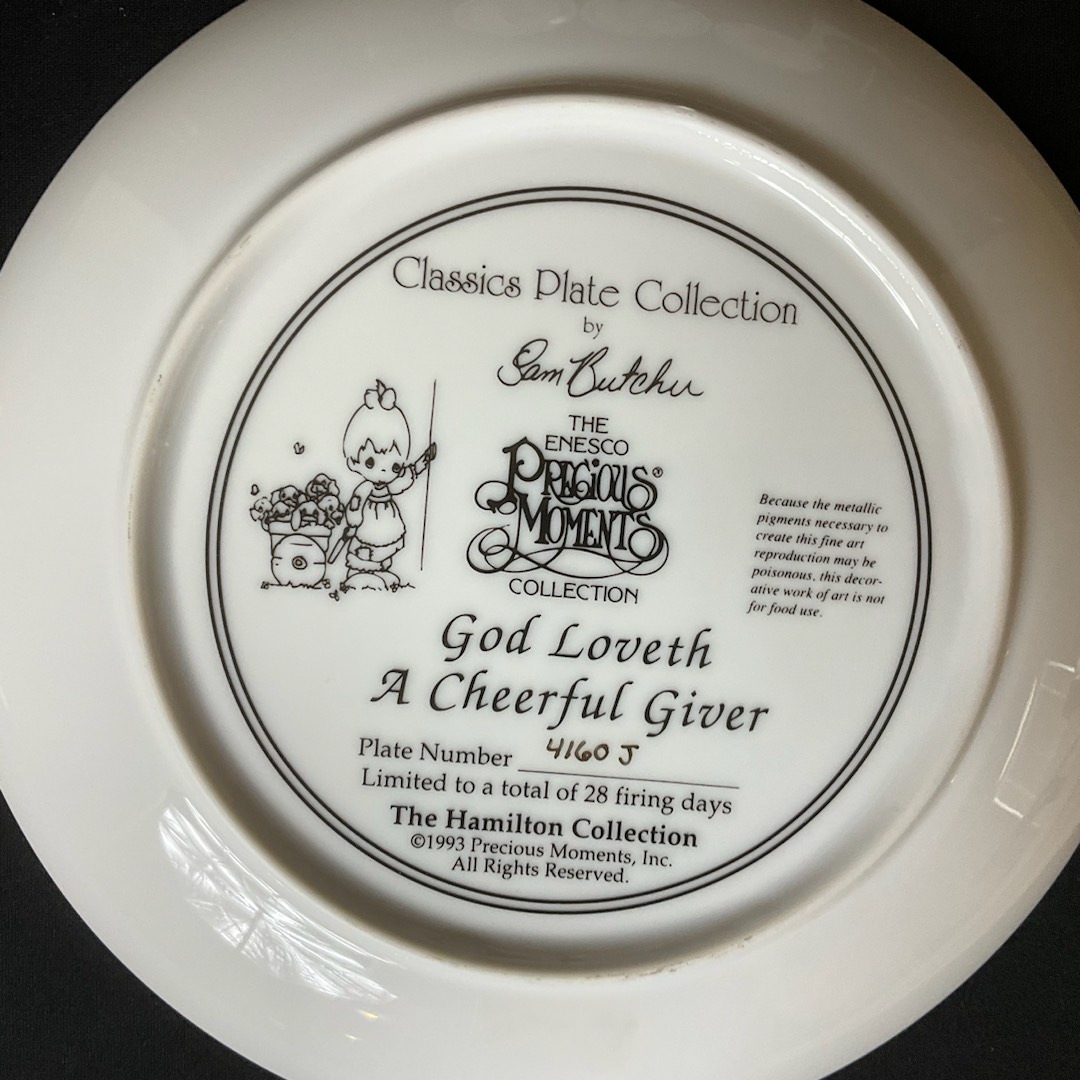 Classics Plate Collection
by
Sam Butcher
THE
ENESCO
PRECIOUS®
MOMENTS
COLLECTION
Because the metallic
pigments necessary to
create this fine art
reproduction may be
poisonous, this decor-
ative work of art is not
for food use.
God Loveth
A Cheerful Giver
Plate Number 4160 J
Limited to a total of 28 firing days
The Hamilton Collection
©1993 Precious Moments, Inc.
All Rights Reserved.